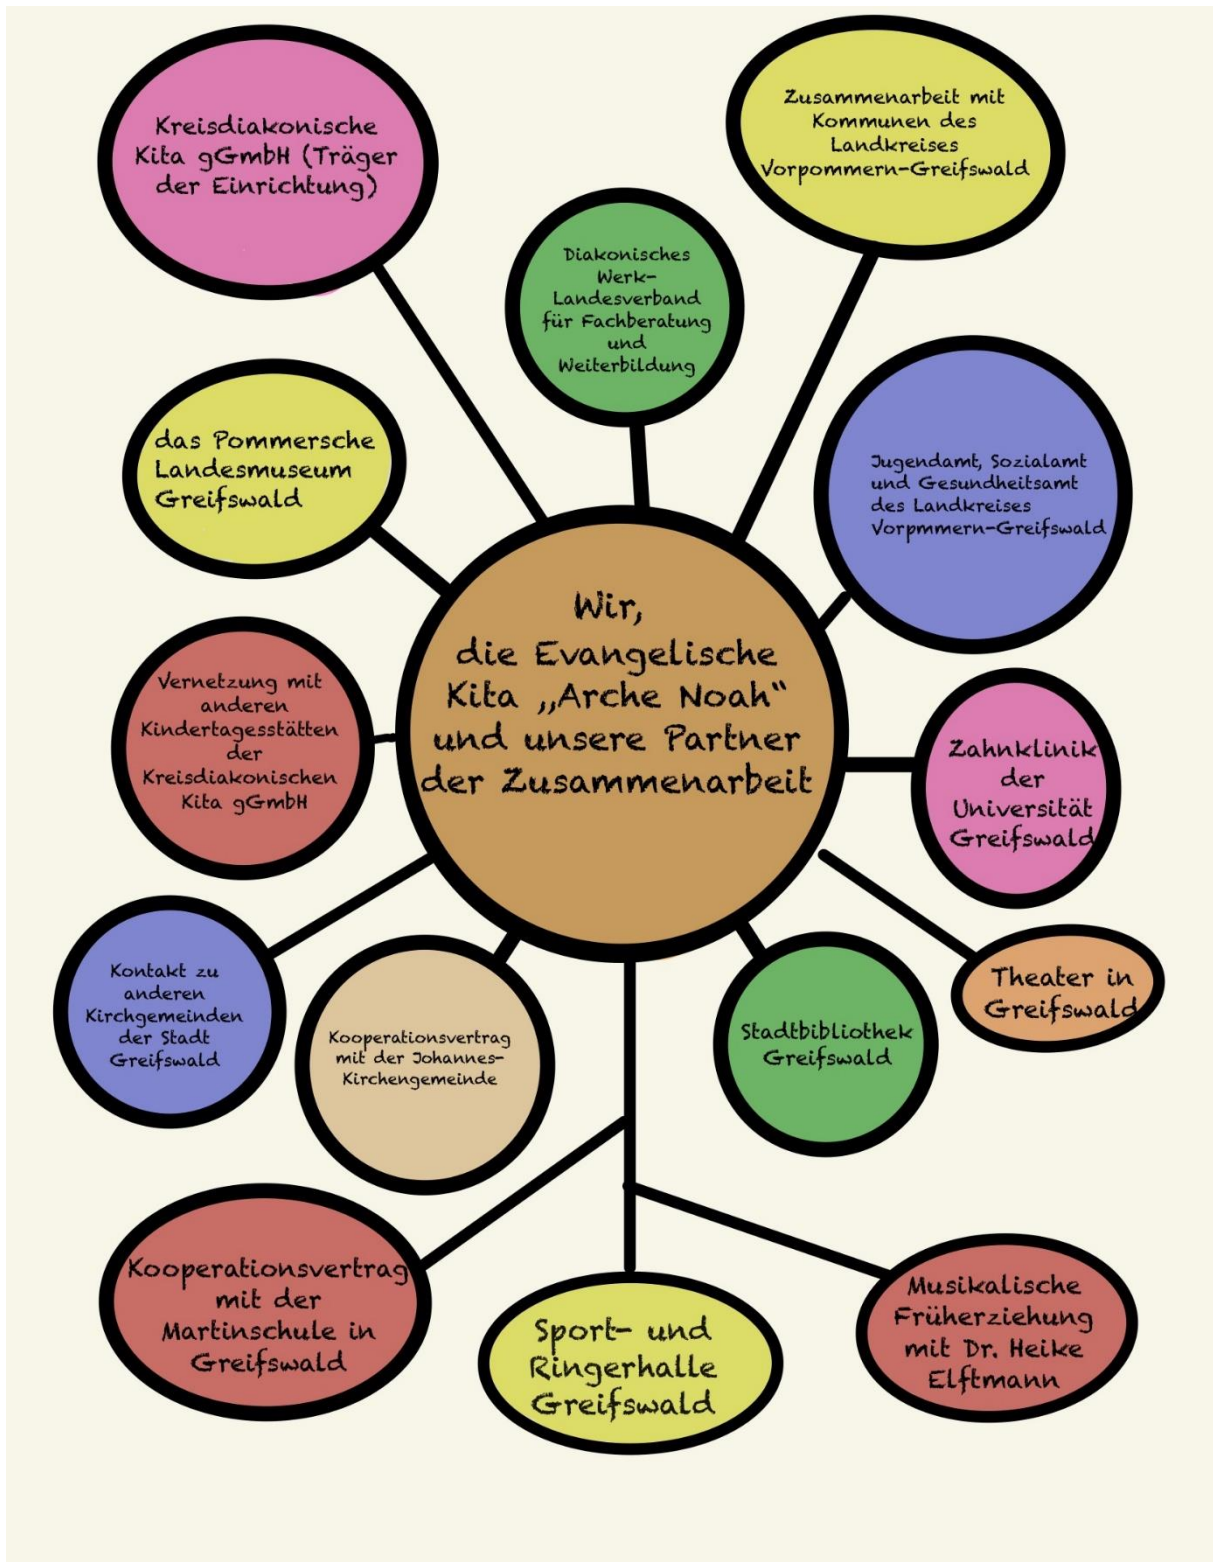 Kreisdiakonische
Kita gGmbH (Träger
der Einrichtung)
Zusammenarbeit mit
Kommunen des
Landkreises
Vorpommern-Greifswald
Diakonisches
Werk-
Landesverband
für Fachberatung
und
Weiterbildung
das Pommersche
Landesmuseum
Greifswald
Jugendamt, Sozialamt
und Gesundheitsamt
des Landkreises
Vorpmmern-Greifswald
Wir,
die Evangelische
Kita „Arche Noah“
und unsere Partner
der Zusammenarbeit
Vernetzung mit
anderen
Kindertagesstätten
der
Kreisdiakonischen
Kita gGmbH
Zahnklinik
der
Universität
Greifswald
Kontakt zu
anderen
Kirchgemeinden
der Stadt
Greifswald
Kooperationsvertrag
mit der Johannes-
Kirchengemeinde
Stadtbibliothek
Greifswald
Theater in
Greifswald
Kooperationsvertrag
mit der
Martinschule in
Greifswald
Sport- und
Ringerhalle
Greifswald
Musikalische
Früherziehung
mit Dr. Heike
Elftmann